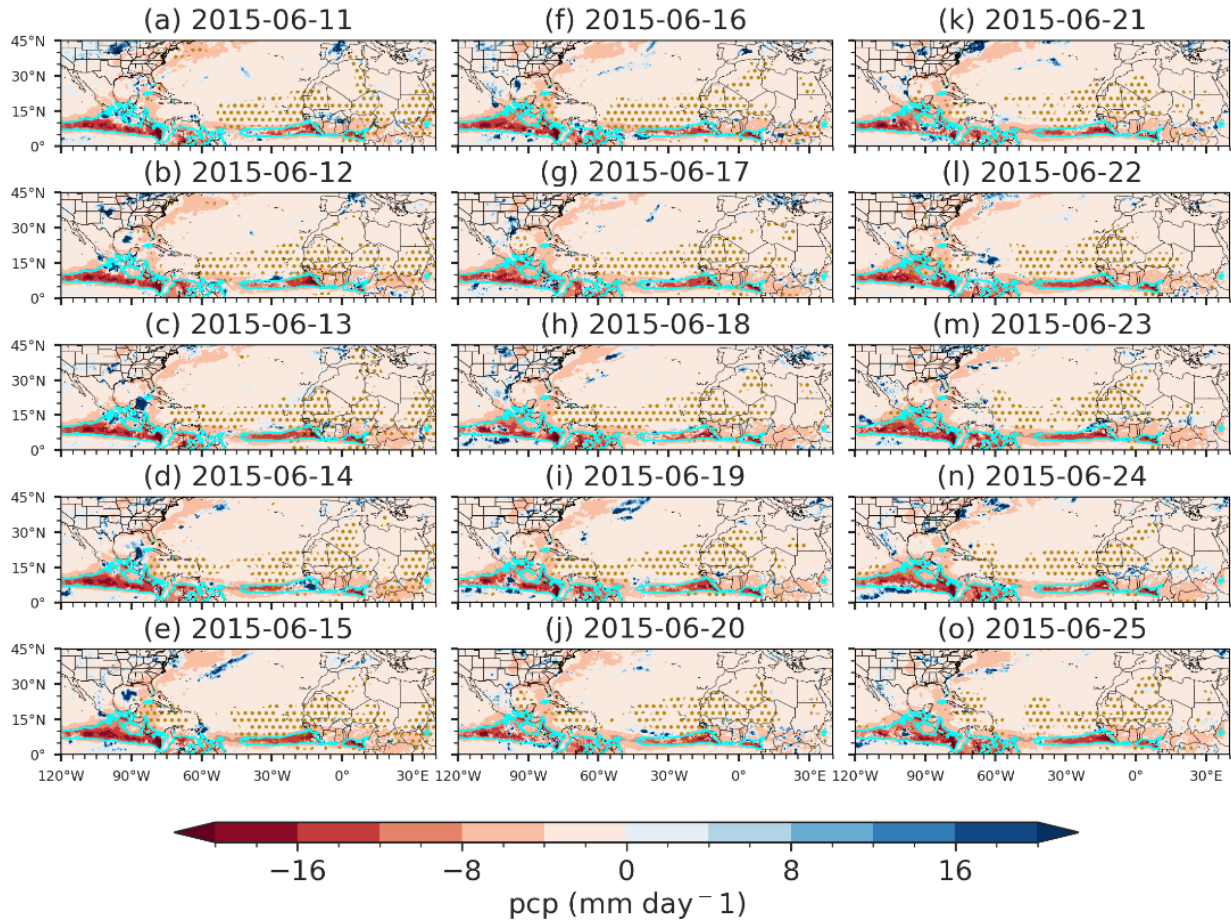 (a) 2015-06-11 (f) 2015-06-16 (k) 2015-06-21
45°N
30°N
15°N
0°
(b) 2015-06-12 (g) 2015-06-17 (l) 2015-06-22
45°N
30°N
15°N
0°
(c) 2015-06-13 (h) 2015-06-18 (m) 2015-06-23
45°N
30°N
15°N
0°
(d) 2015-06-14 (i) 2015-06-19 (n) 2015-06-24
45°N
30°N
15°N
0°
(e) 2015-06-15 (j) 2015-06-20 (o) 2015-06-25
45°N
30°N
15°N
0°
120°W 90°W 60°W 30°W 0° 30°E 120°W 90°W 60°W 30°W 0° 30°E 120°W 90°W 60°W 30°W 0° 30°E
−16 −8 0 8 16
pcp (mm day⁻ 1)